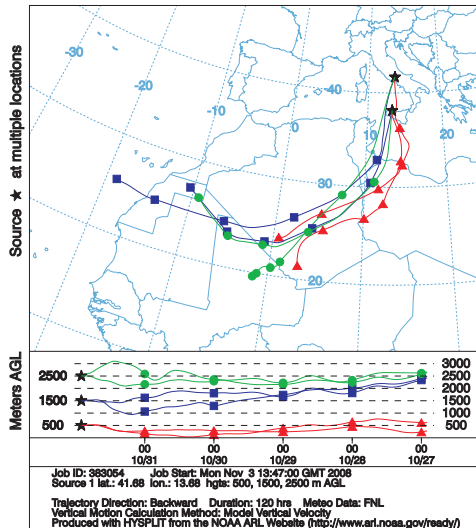 Source ★ at multiple locations
-30
-20
-10
0
10
20
-40
30
20
Meters AGL
2500
1500
500
3000
2500
2000
1500
1000
500
00 00 00 00 00
10/31 10/30 10/29 10/28 10/27
Job ID: 383054 Job Start: Mon Nov 3 13:47:00 GMT 2008
Source 1 lat.: 41.68 lon.: 13.68 hgts: 500, 1500, 2500 m AGL
Trajectory Direction: Backward Duration: 120 hrs Meteo Data: FNL
Vertical Motion Calculation Method: Model Vertical Velocity
Produced with HYSPLIT from the NOAA ARL Website (http://www.arl.noaa.gov/ready/)